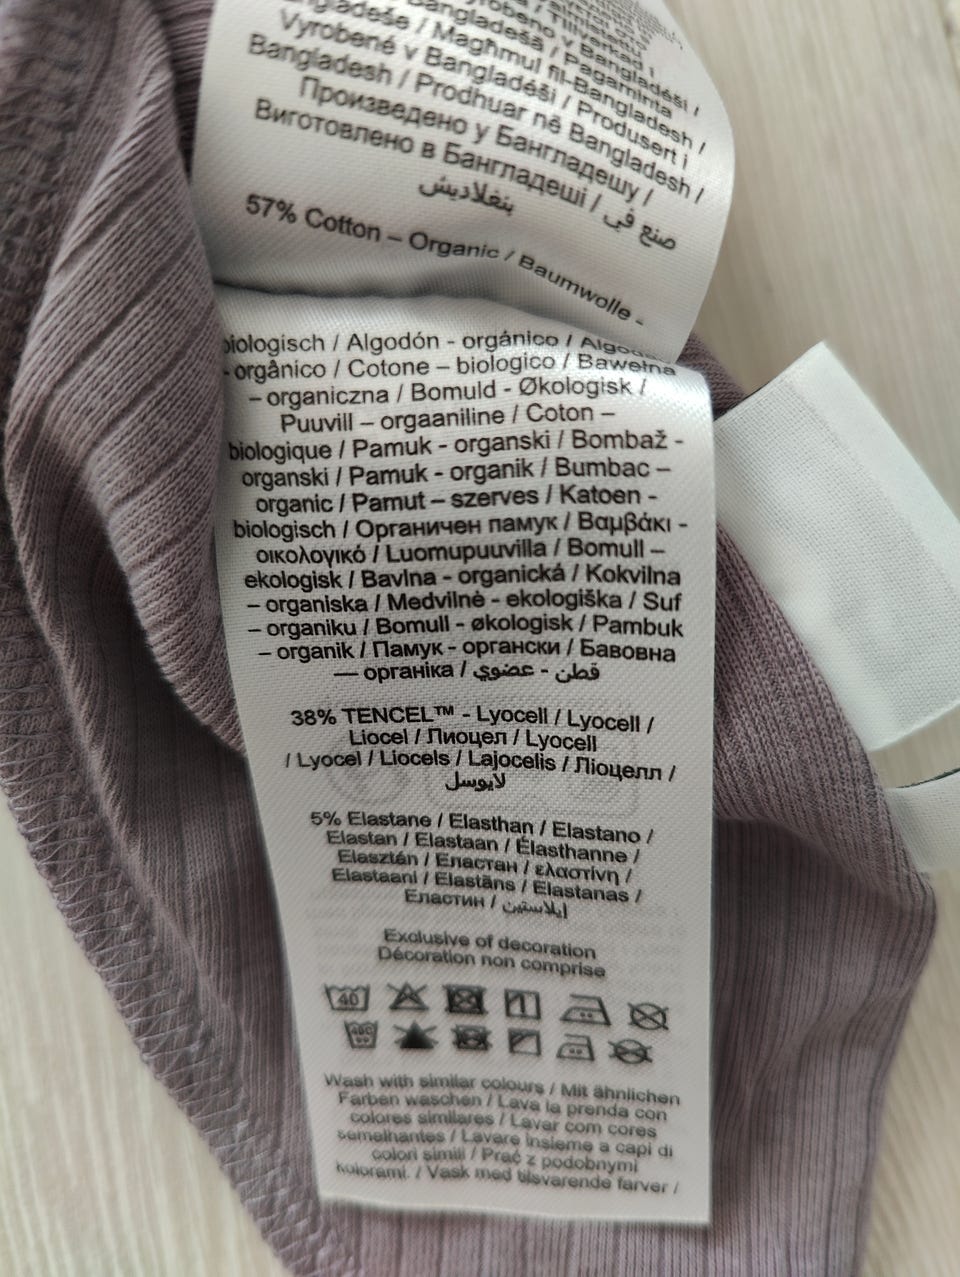 Vyrobeno v Bangladéši /
Bangladeše / Magħmul fil-Bangladesh /
Vyrobené v Bangladéši / Produsert i
Bangladesh / Prodhuar në Bangladesh /
Произведено у Бангладешу /
Виготовлено в Бангладеші / صنع في
بنغلاديش
57% Cotton – Organic / Baumwolle -
biologisch / Algodón - orgánico /
- orgânico / Cotone – biologico / Bawełna
– organiczna / Bomuld - Økologisk /
Puuvill – orgaaniline / Coton –
biologique / Pamuk - organski / Bombaž -
organski / Pamuk - organik / Bumbac –
organic / Pamut – szerves / Katoen -
biologisch / Органичен памук / Βαμβάκι -
οικολογικό / Luomupuuvilla / Bomull –
ekologisk / Bavlna - organická / Kokvilna
– organiska / Medvilnė - ekologiška / Suf
– organiku / Bomull - økologisk / Pambuk
– organik / Памук - органски / Бавовна
— органіка / قطن - عضوي
38% TENCEL™ - Lyocell / Lyocell /
Liocel / Лиоцел / Lyocell
/ Lyocel / Liocels / Lajocelis / Ліоцелл /
لايوسل
5% Elastane / Elasthan / Elastano /
Elastan / Elastaan / Élasthanne /
Elasztán / Еластан / ελαστίνη /
Elastaani / Elastāns / Elastanas /
Еластин / إيلاستين
Exclusive of decoration
Décoration non comprise
40
Wash with similar colours / Mit ähnlichen
Farben waschen / Lava la prenda con
colores similares / Lavar com cores
semelhantes / Lavare insieme a capi di
colori simili / Prać z podobnymi
kolorami. / Vask med tilsvarende farver /